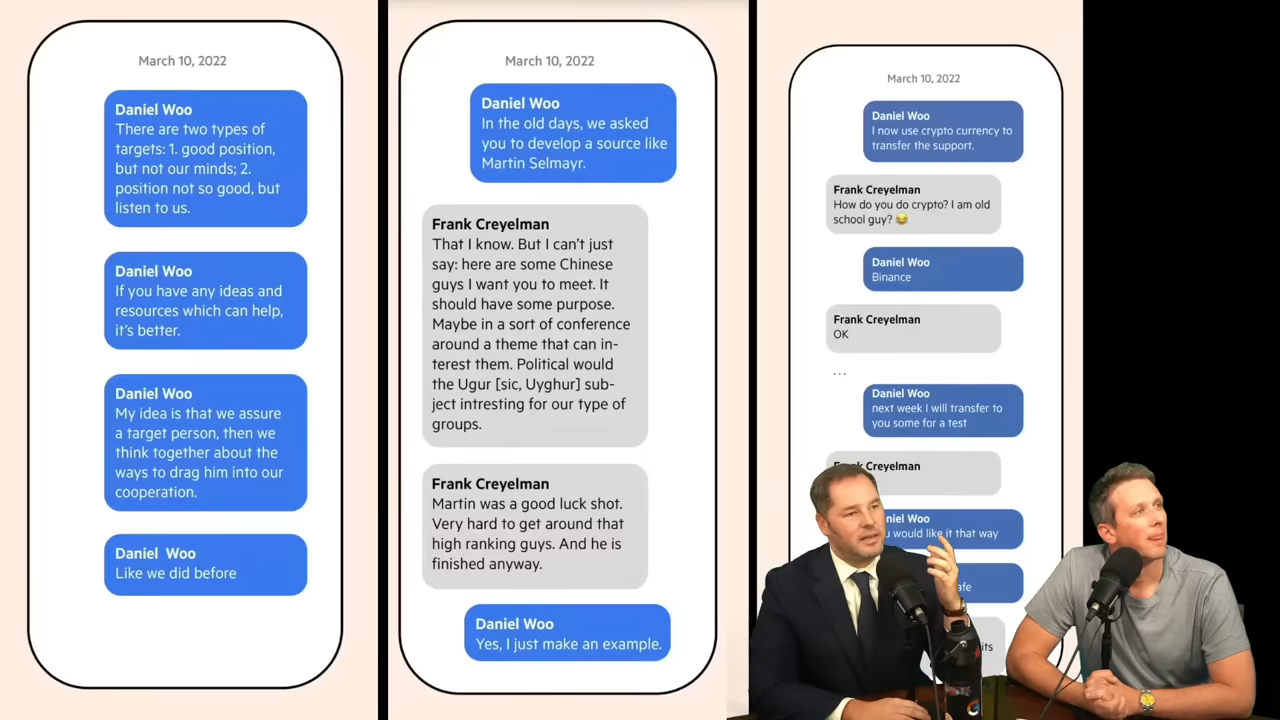 March 10, 2022
Daniel Woo
There are two types of
targets: 1. good position,
but not our minds; 2.
position not so good, but
listen to us.
Daniel Woo
If you have any ideas and
resources which can help,
it's better.
Daniel Woo
My idea is that we assure
a target person, then we
think together about the
ways to drag him into our
cooperation.
Daniel Woo
Like we did before
March 10, 2022
Daniel Woo
In the old days, we asked
you to develop a source like
Martin Selmayr.
Frank Creyelman
That I know. But I can't just
say: here are some Chinese
guys I want you to meet. It
should have some purpose.
Maybe in a sort of conference
around a theme that can in-
terest them. Political would
the Ugur [sic, Uyghur] sub-
ject intresting for our type of
groups.
Frank Creyelman
Martin was a good luck shot.
Very hard to get around that
high ranking guys. And he is
finished anyway.
Daniel Woo
Yes, I just make an example.
March 10, 2022
Daniel Woo
I now use crypto currency to
transfer the support.
Frank Creyelman
How do you do crypto? I am old
school guy? 😂
Daniel Woo
Binance
Frank Creyelman
OK
...
Daniel Woo
next week I will transfer to
you some for a test
Creyelman
Woo
would like it that way